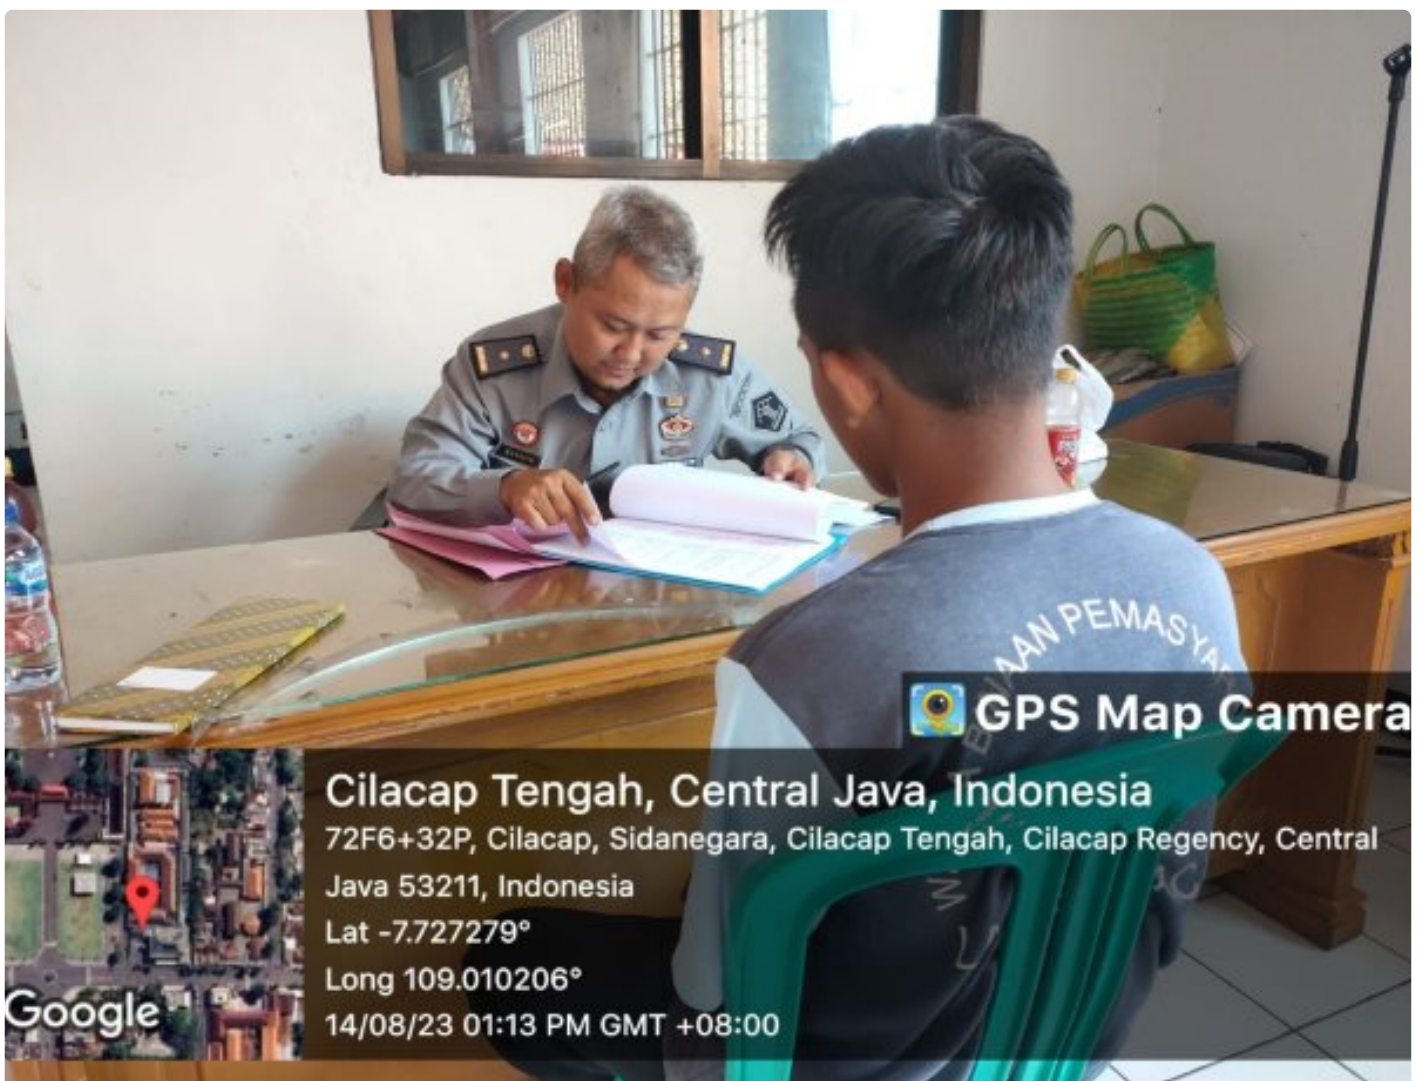 AAN PEMASYA
GPS Map Camera
Cilacap Tengah, Central Java, Indonesia
72F6+32P, Cilacap, Sidanegara, Cilacap Tengah, Cilacap Regency, Central
Java 53211, Indonesia
Lat -7.727279°
Long 109.010206°
14/08/23 01:13 PM GMT +08:00
Google